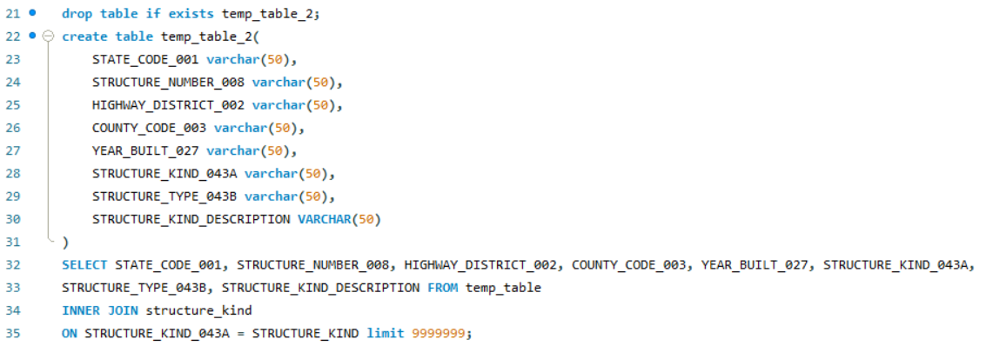 21 drop table if exists temp_table_2;
22 create table temp_table_2(
23 STATE_CODE_001 varchar(50),
24 STRUCTURE_NUMBER_008 varchar(50),
25 HIGHWAY_DISTRICT_002 varchar(50),
26 COUNTY_CODE_003 varchar(50),
27 YEAR_BUILT_027 varchar(50),
28 STRUCTURE_KIND_043A varchar(50),
29 STRUCTURE_TYPE_043B varchar(50),
30 STRUCTURE_KIND_DESCRIPTION VARCHAR(50)
31 )
32 SELECT STATE_CODE_001, STRUCTURE_NUMBER_008, HIGHWAY_DISTRICT_002, COUNTY_CODE_003, YEAR_BUILT_027, STRUCTURE_KIND_043A,
33 STRUCTURE_TYPE_043B, STRUCTURE_KIND_DESCRIPTION FROM temp_table
34 INNER JOIN structure_kind
35 ON STRUCTURE_KIND_043A = STRUCTURE_KIND limit 9999999;